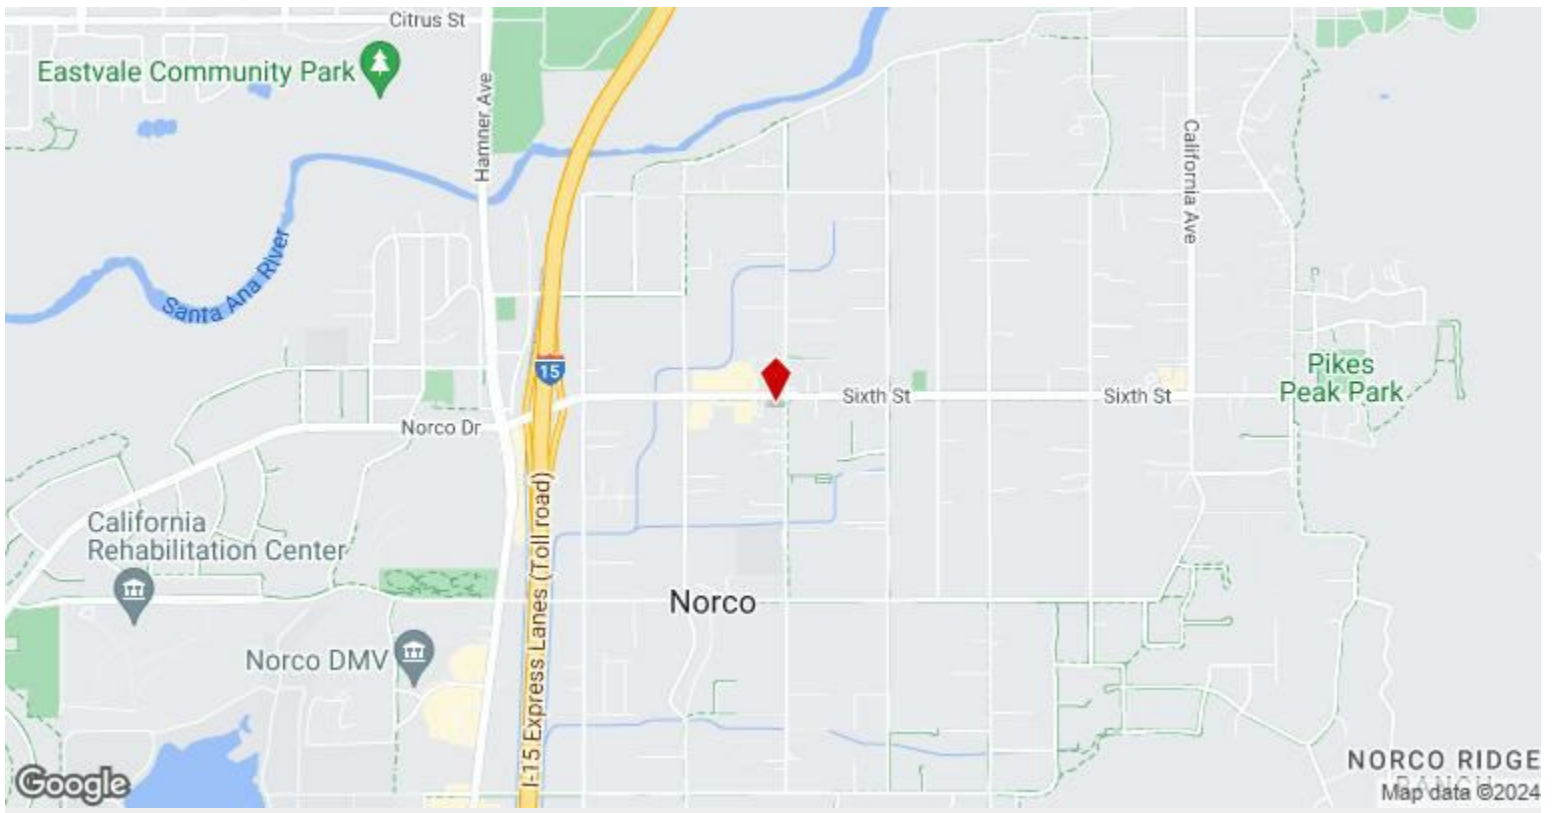 Citrus St
Eastvale Community Park
Hamner Ave
California Ave
Santa Ana River
15
Pikes
Peak Park
Sixth St
Sixth St
Norco Dr
I-15 Express Lanes (Toll road)
California
Rehabilitation Center
Norco
Norco DMV
NORCO RIDGE
RANCH
Google
Map data ©2024